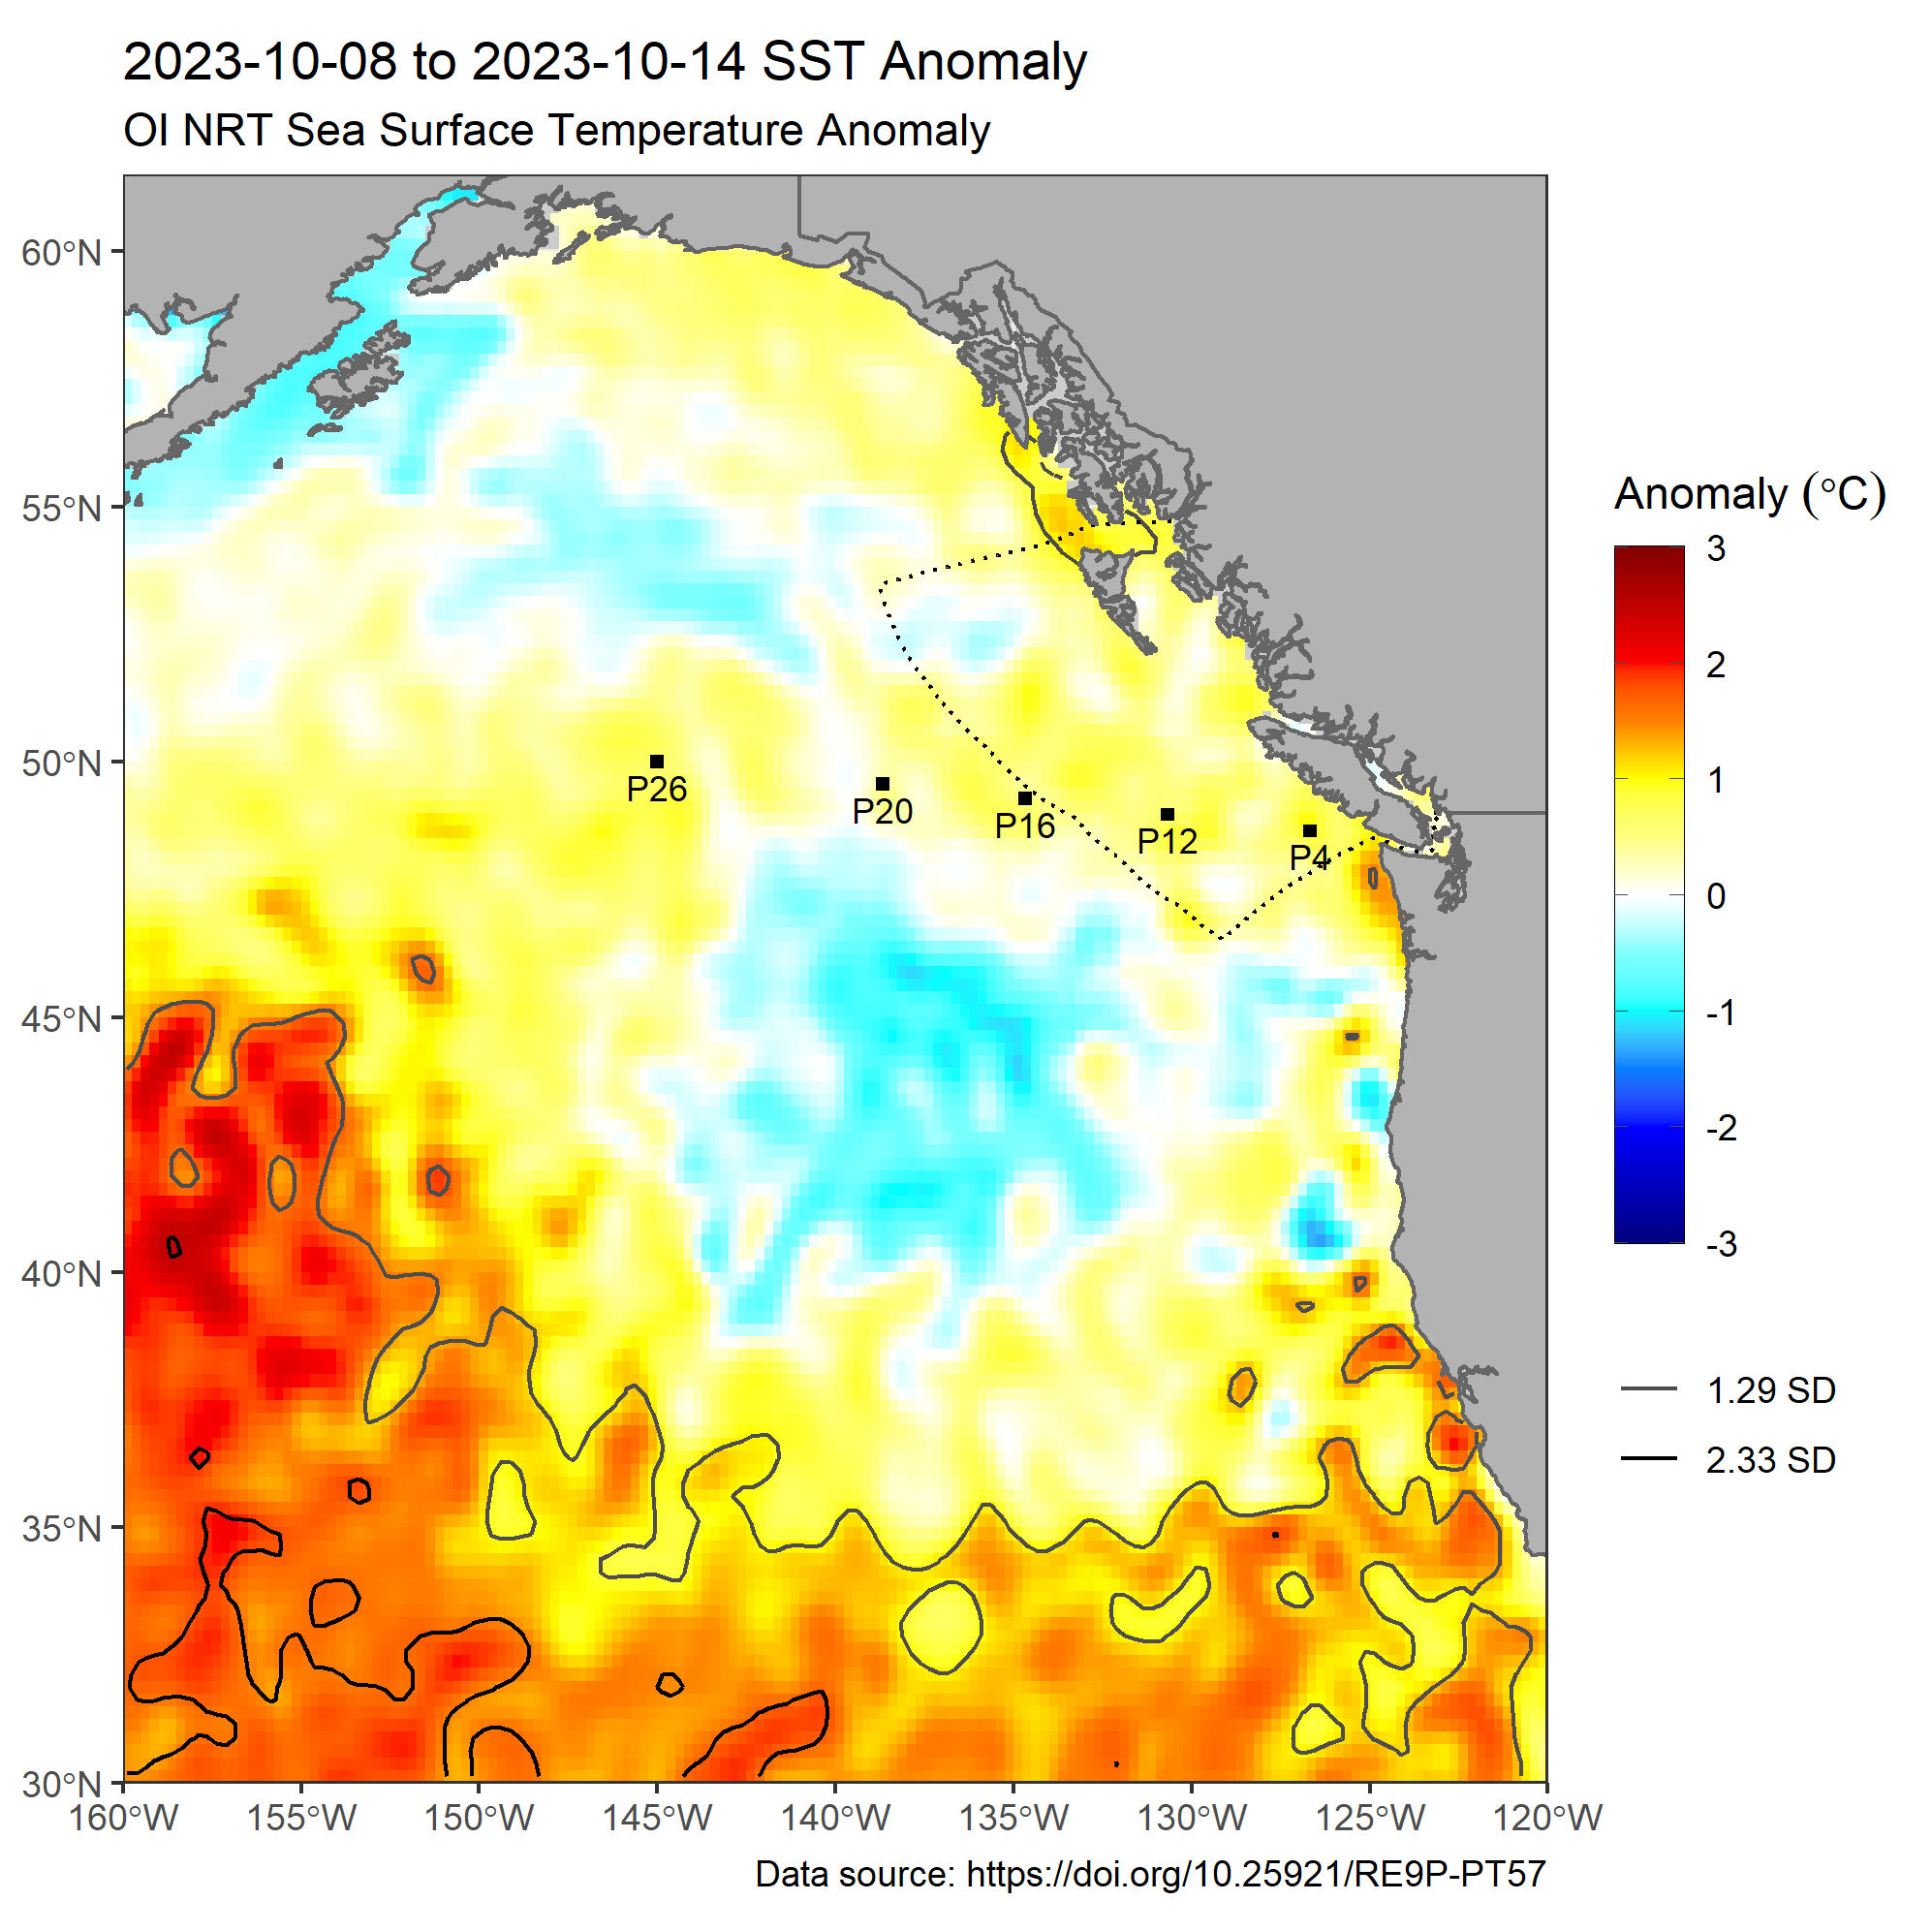 2023-10-08 to 2023-10-14 SST Anomaly
OI NRT Sea Surface Temperature Anomaly
60°N
55°N
50°N
45°N
40°N
35°N
30°N
P26
P20
P16
P12
P4
160°W
155°W
150°W
145°W
140°W
135°W
130°W
125°W
120°W
Anomaly (°C)
3
2
1
0
-1
-2
-3
1.29 SD
2.33 SD
Data source: https://doi.org/10.25921/RE9P-PT57